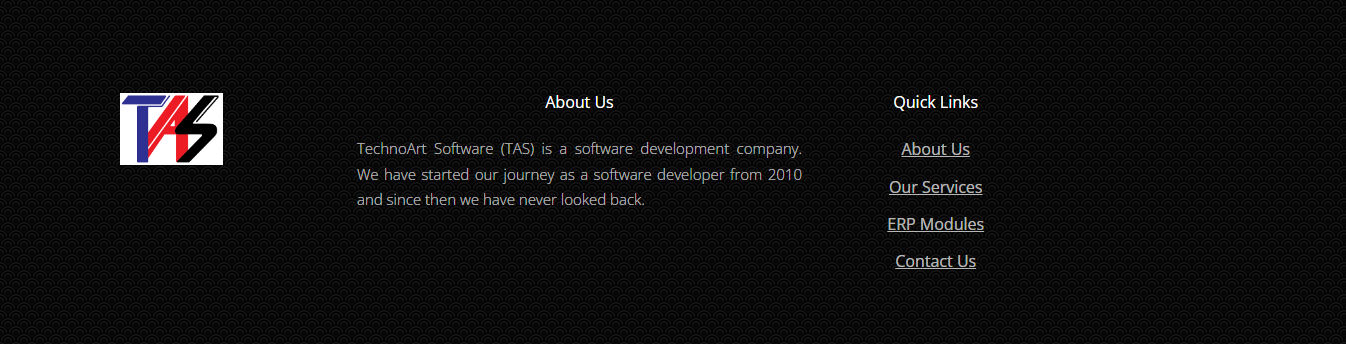 TAS
About Us
TechnoArt Software (TAS) is a software development company.
We have started our journey as a software developer from 2010
and since then we have never looked back.
Quick Links
About Us
Our Services
ERP Modules
Contact Us